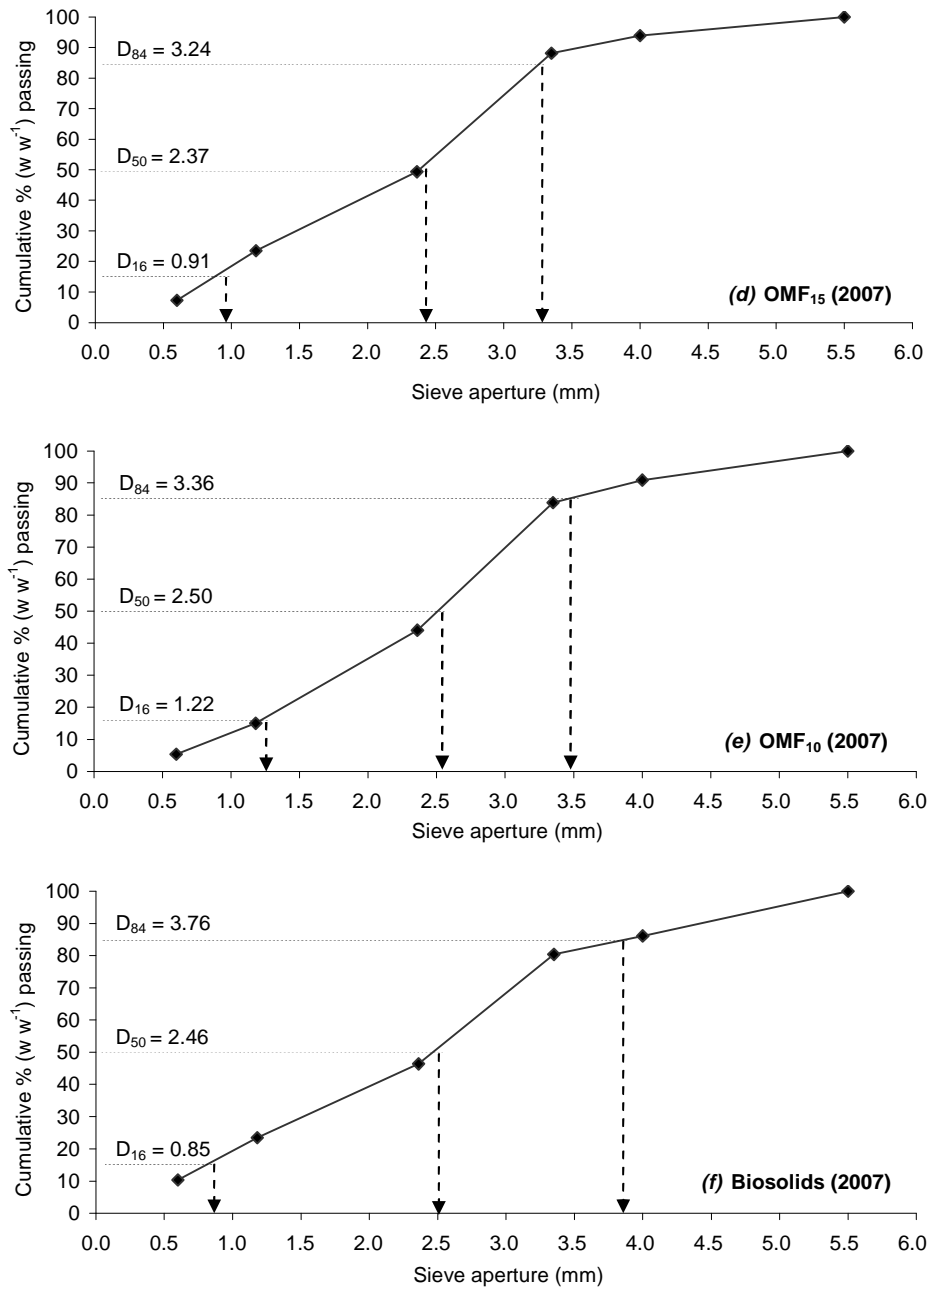 Cumulative % (w w⁻¹) passing
100
90
80
70
60
50
40
30
20
10
0
D₈₄ = 3.24
D₅₀ = 2.37
D₁₆ = 0.91
(d) OMF₁₅ (2007)
0.0 0.5 1.0 1.5 2.0 2.5 3.0 3.5 4.0 4.5 5.0 5.5 6.0
Sieve aperture (mm)
Cumulative % (w w⁻¹) passing
100
90
80
70
60
50
40
30
20
10
0
D₈₄ = 3.36
D₅₀ = 2.50
D₁₆ = 1.22
(e) OMF₁₀ (2007)
0.0 0.5 1.0 1.5 2.0 2.5 3.0 3.5 4.0 4.5 5.0 5.5 6.0
Sieve aperture (mm)
Cumulative % (w w⁻¹) passing
100
90
80
70
60
50
40
30
20
10
0
D₈₄ = 3.76
D₅₀ = 2.46
D₁₆ = 0.85
(f) Biosolids (2007)
0.0 0.5 1.0 1.5 2.0 2.5 3.0 3.5 4.0 4.5 5.0 5.5 6.0
Sieve aperture (mm)